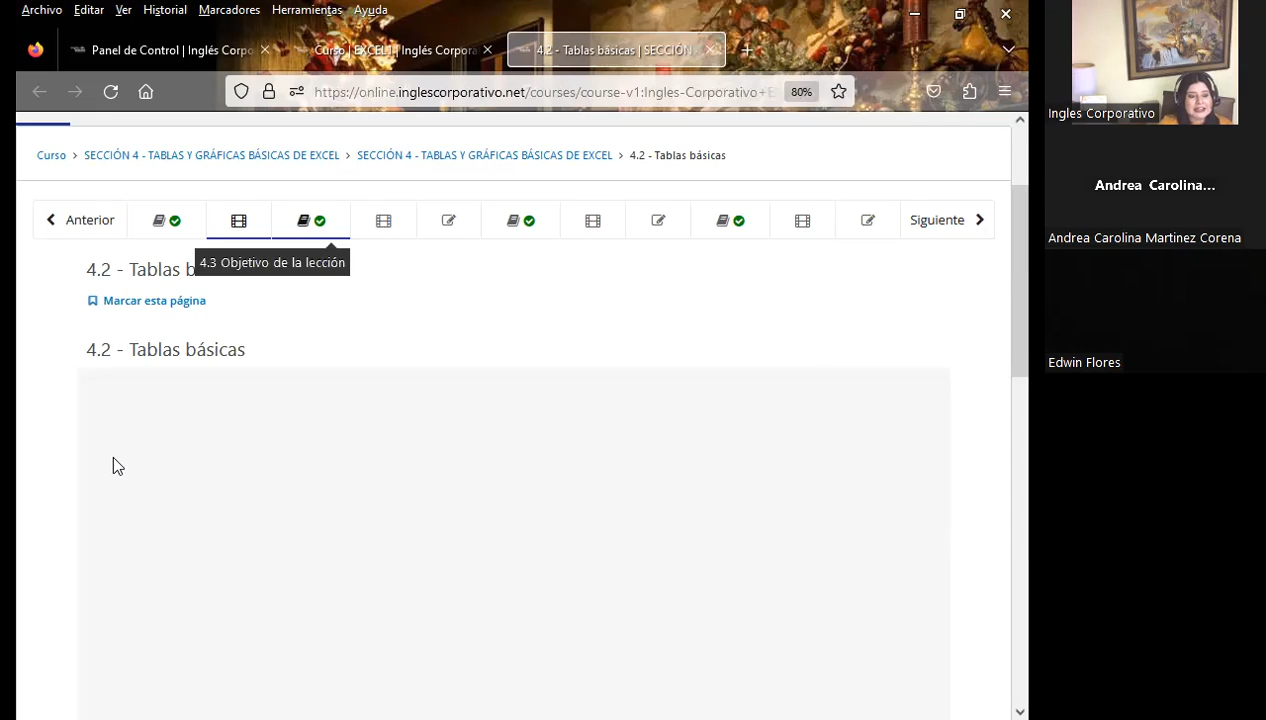 Archivo Editar Ver Historial Marcadores Herramientas Ayuda
Panel de Control | Inglés Corpo
Curso | EXCEL I | Inglés Corpora
4.2 - Tablas básicas | SECCIÓN
https://online.inglescorporativo.net/courses/course-v1:Ingles-Corporativo+E
80%
Curso > SECCIÓN 4 - TABLAS Y GRÁFICAS BÁSICAS DE EXCEL > SECCIÓN 4 - TABLAS Y GRÁFICAS BÁSICAS DE EXCEL > 4.2 - Tablas básicas
Anterior
Siguiente
4.3 Objetivo de la lección
4.2 - Tablas b
Marcar esta página
4.2 - Tablas básicas
Ingles Corporativo
Andrea Carolina...
Andrea Carolina Martinez Corena
Edwin Flores